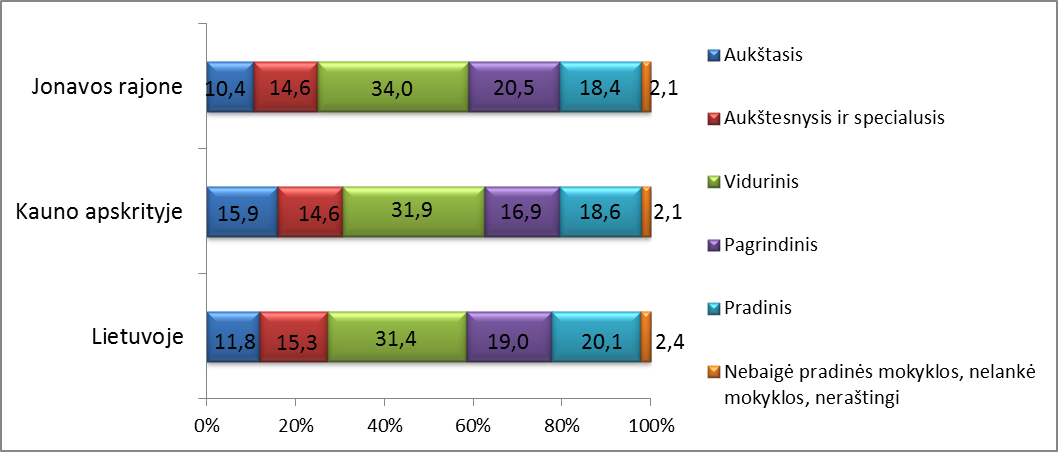 Jonavos rajone
10,4 14,6 34,0 20,5 18,4 2,1
Kauno apskrityje
15,9 14,6 31,9 16,9 18,6 2,1
Lietuvoje
11,8 15,3 31,4 19,0 20,1 2,4
0% 20% 40% 60% 80% 100%
Aukštasis
Aukštesnysis ir specialusis
Vidurinis
Pagrindinis
Pradinis
Nebaigė pradinės mokyklos, nelankė
mokyklos, neraštingi